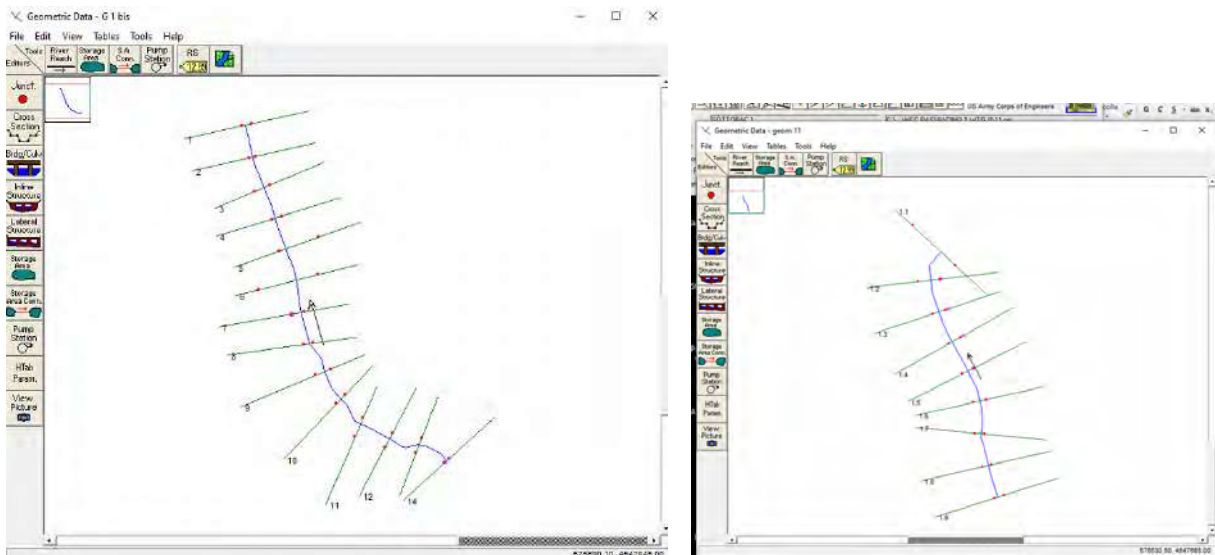 Geometric Data - G 1 bis
File Edit View Tables Tools Help
Tools River Reach Storage Area S.A. Conn. Pump Station RS
Editors
Junct.
Cross Section
Brdg/Culv
Inline Structure
Lateral Structure
Storage Area
Storage Area Conn.
Pump Station
HTab Param.
View Picture
1
2
3
4
5
6
7
8
9
10
11
12
14
US Army Corps of Engineers
G C S
Geometric Data - geom 11
File Edit View Tables Tools Help
Tools River Reach Storage Area S.A. Conn. Pump Station RS
Editors
Junct.
Cross Section
Brdg/Culv
Inline Structure
Lateral Structure
Storage Area
Storage Area Conn.
Pump Station
HTab Param.
View Picture
1.1
1.2
1.3
1.4
1.5
1.6
1.7
1.8
1.9